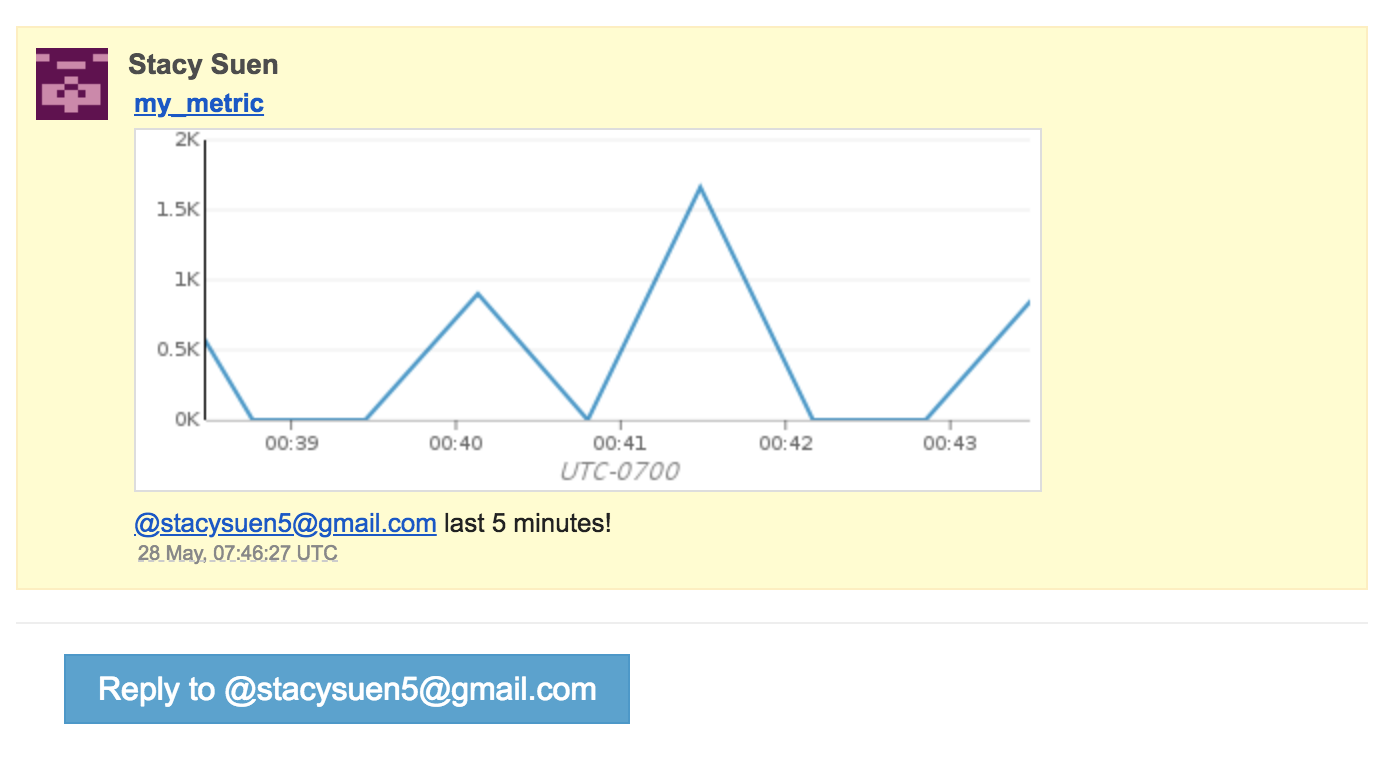 Stacy Suen
my_metric
2K
1.5K
1K
0.5K
0K
00:39 00:40 00:41 00:42 00:43
UTC-0700
@stacysuen5@gmail.com last 5 minutes!
28 May, 07:46:27 UTC
Reply to @stacysuen5@gmail.com